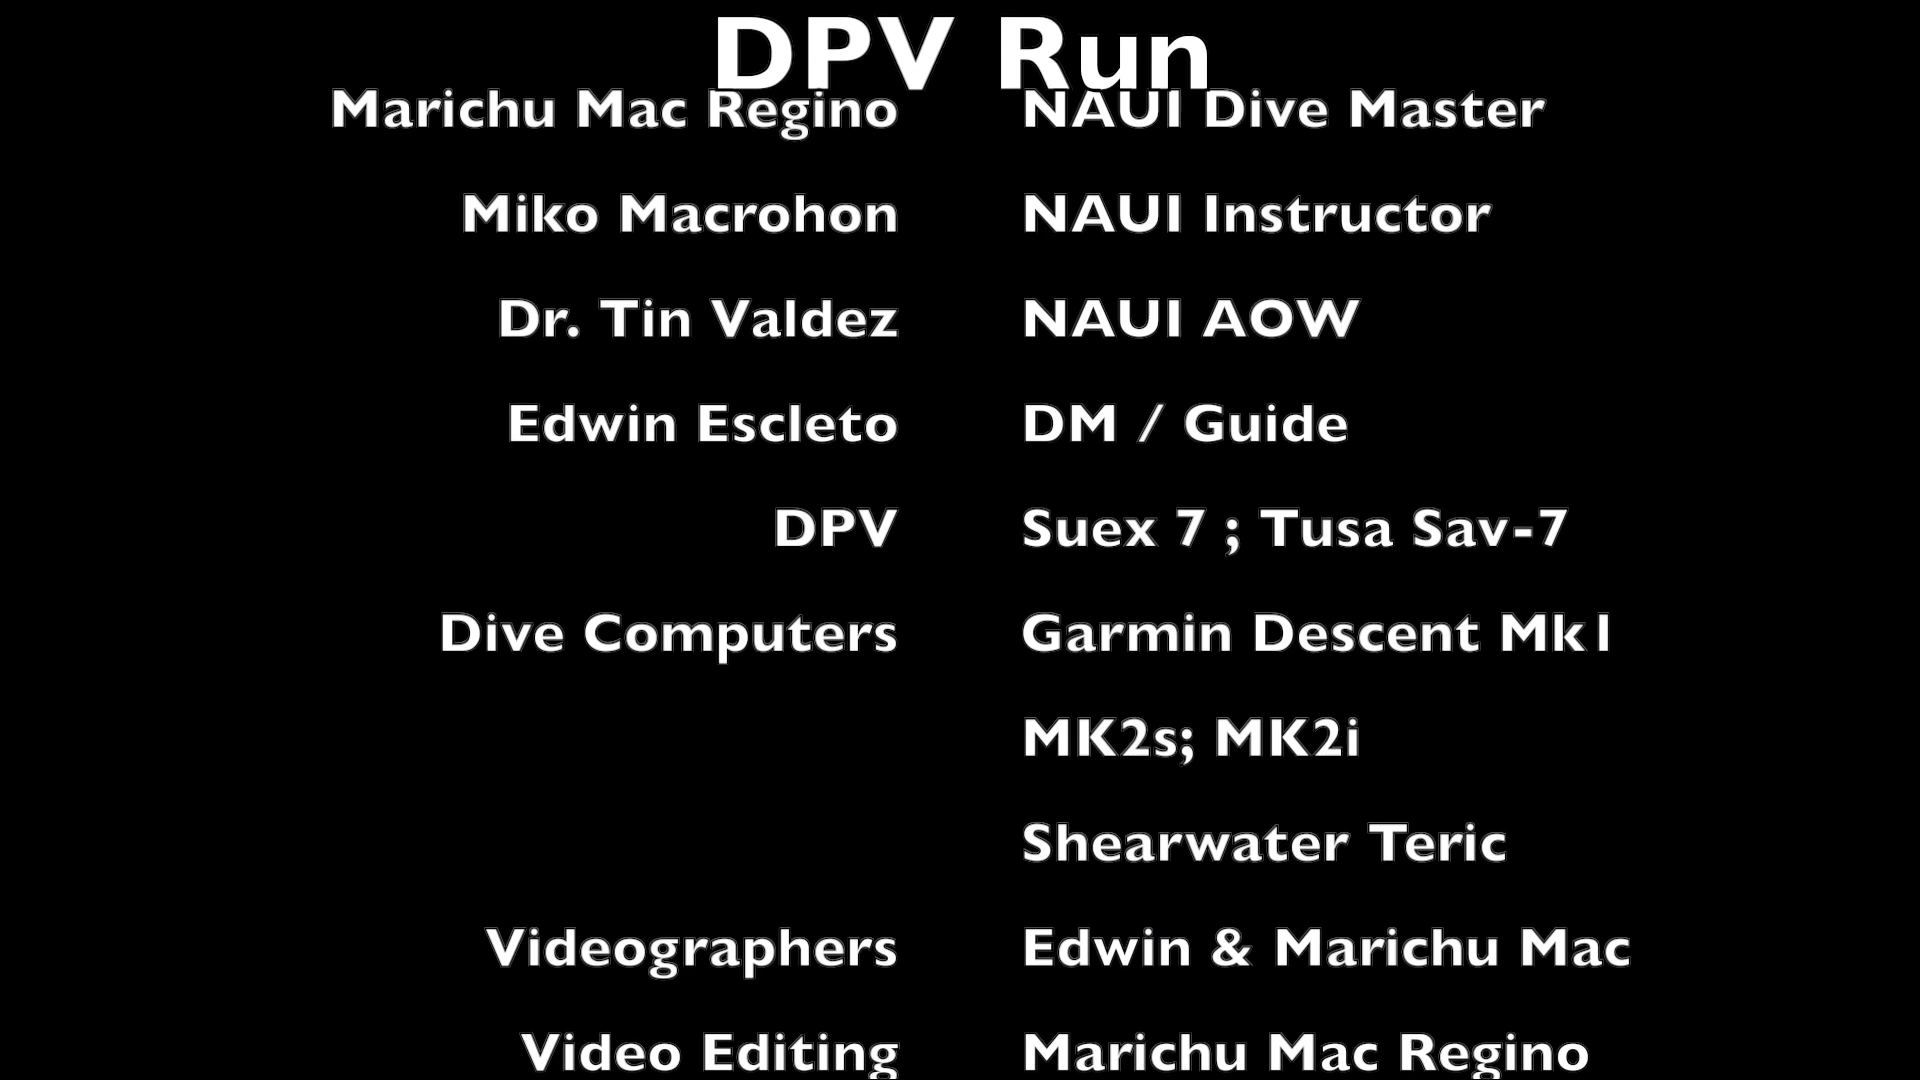 DPV Run
Marichu Mac Regino NAUI Dive Master
Miko Macrohon NAUI Instructor
Dr. Tin Valdez NAUI AOW
Edwin Escleto DM / Guide
DPV Suex 7 ; Tusa Sav-7
Dive Computers Garmin Descent Mk1
MK2s; MK2i
Shearwater Teric
Videographers Edwin & Marichu Mac
Video Editing Marichu Mac Regino